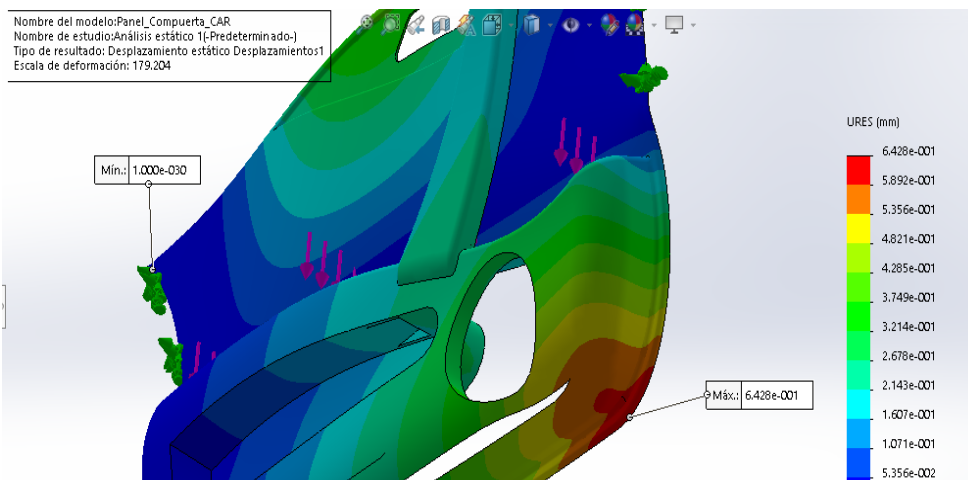 Nombre del modelo:Panel_Compuerta_CAR
Nombre de estudio:Análisis estático 1(-Predeterminado-)
Tipo de resultado: Desplazamiento estático Desplazamientos1
Escala de deformación: 179.204
URES (mm)
6.428e-001
5.892e-001
5.356e-001
4.821e-001
4.285e-001
3.749e-001
3.214e-001
2.678e-001
2.143e-001
1.607e-001
1.071e-001
5.356e-002
Mín.: 1.000e-030
Máx.: 6.428e-001